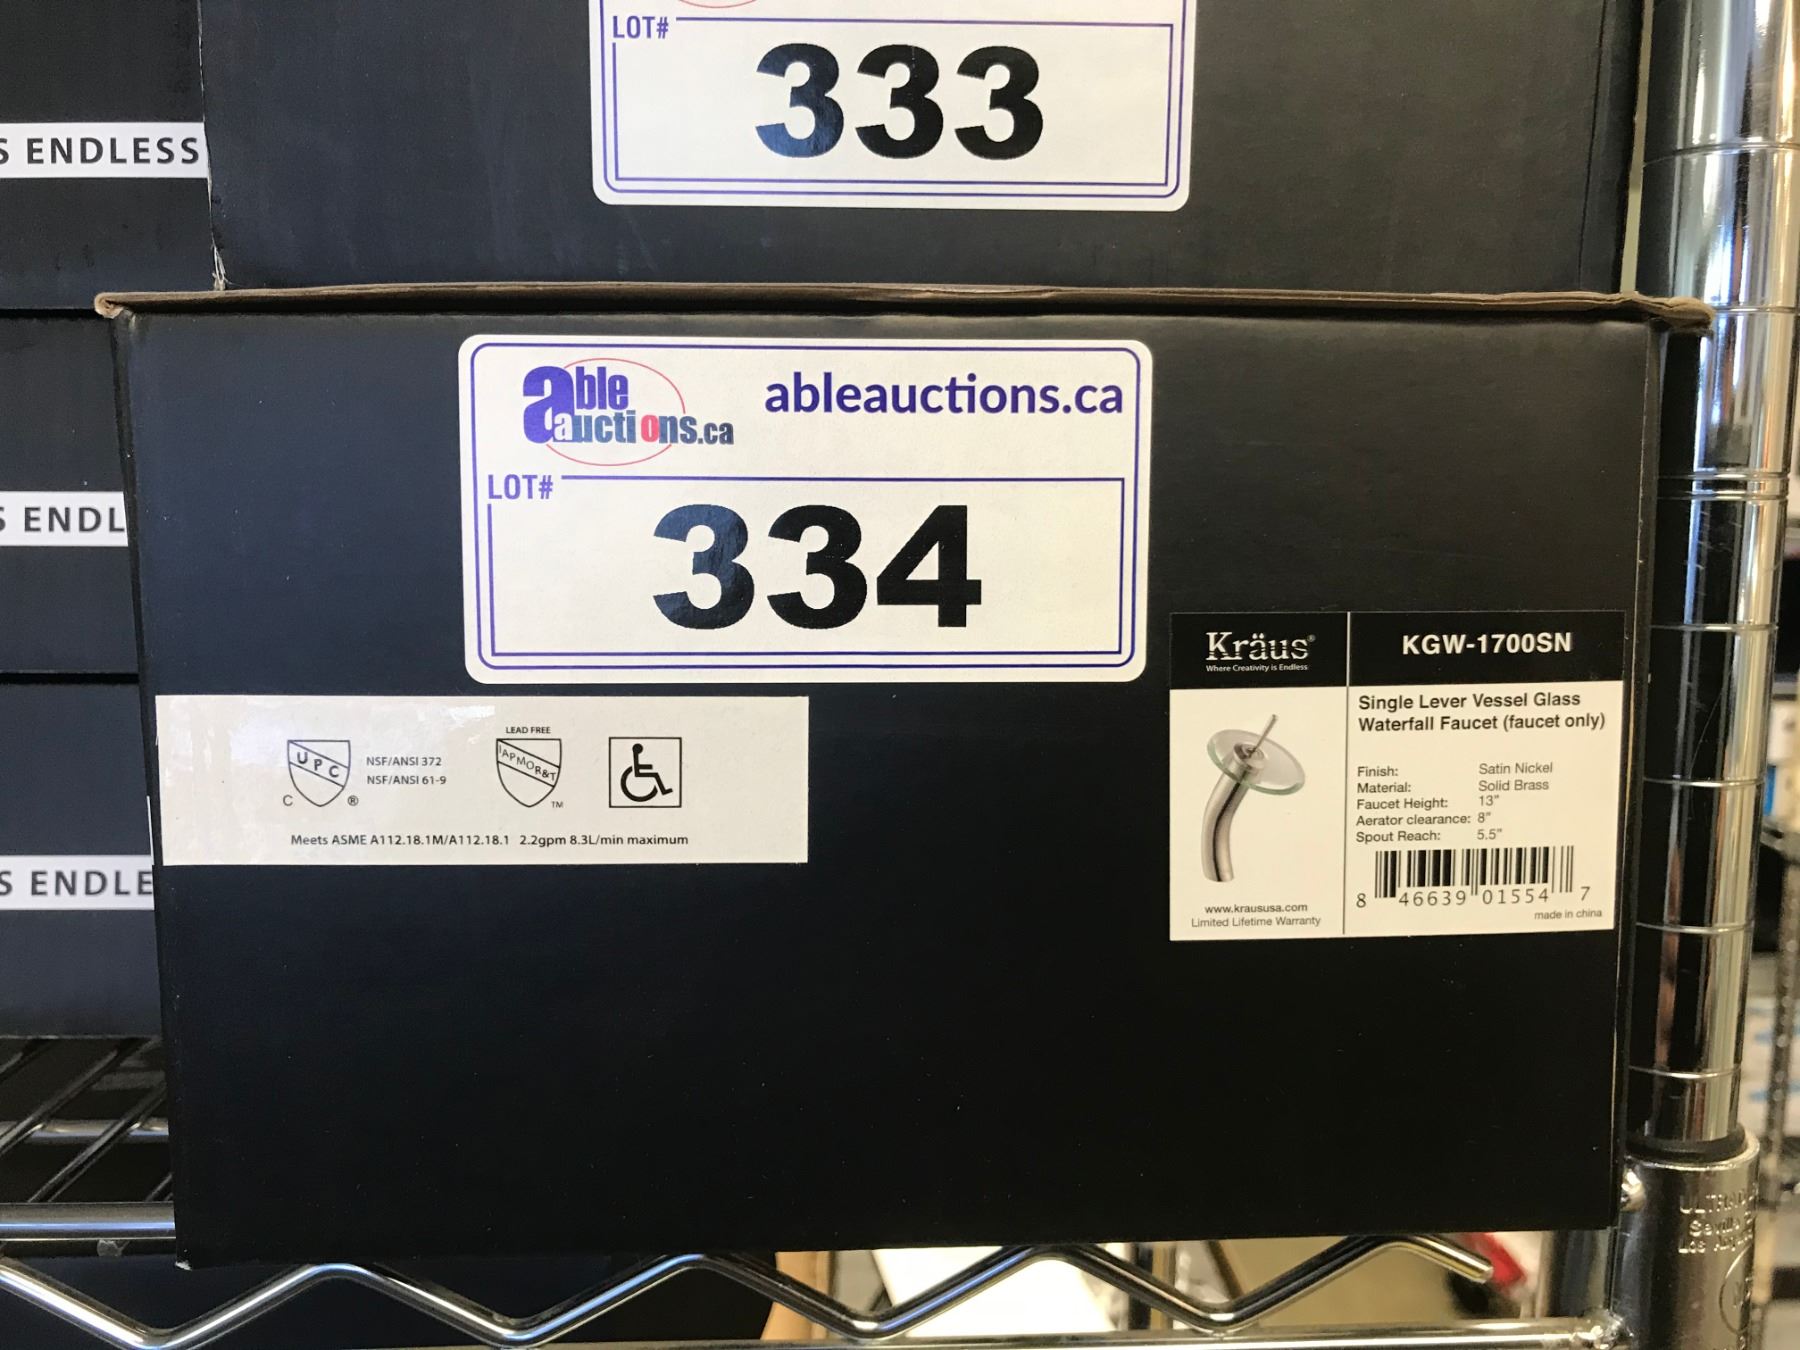 LOT#
333
S ENDLESS
able
auctions.ca
ableauctions.ca
LOT#
334
S ENDL
Kräus®
Where Creativity is Endless
KGW-1700SN
Single Lever Vessel Glass
Waterfall Faucet (faucet only)
Finish: Satin Nickel
Material: Solid Brass
Faucet Height: 13"
Aerator clearance: 8"
Spout Reach: 5.5"
8 46639 01554 7
made in china
www.kraususa.com
Limited Lifetime Warranty
UPC
C ®
NSF/ANSI 372
NSF/ANSI 61-9
LEAD FREE
IAPMOR&T
TM
Meets ASME A112.18.1M/A112.18.1 2.2gpm 8.3L/min maximum
S ENDLE